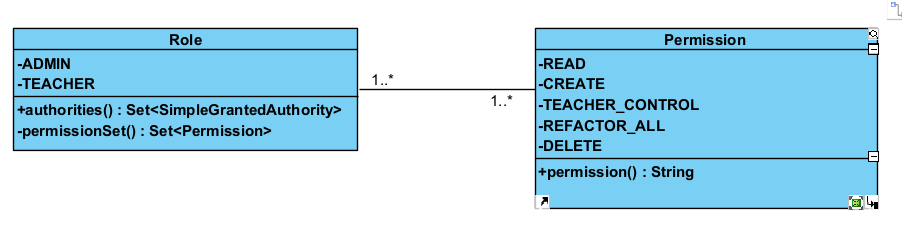 Role
-ADMIN
-TEACHER
+authorities() : Set<SimpleGrantedAuthority>
-permissionSet() : Set<Permission>
1..*
1..*
Permission
-READ
-CREATE
-TEACHER_CONTROL
-REFACTOR_ALL
-DELETE
+permission() : String